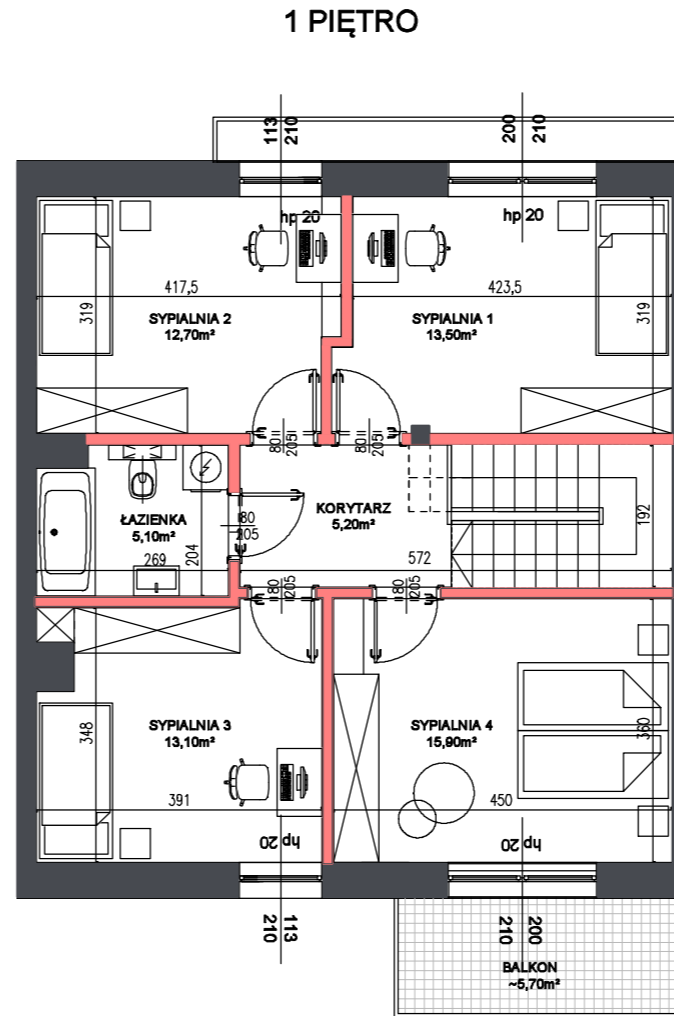 1 PIĘTRO
113
210
200
210
hp 20
hp 20
417,5
423,5
319
319
SYPIALNIA 2
12,70m²
SYPIALNIA 1
13,50m²
80
205
80
205
ŁAZIENKA
5,10m²
80
205
KORYTARZ
5,20m²
192
269
204
572
80
205
80
205
348
SYPIALNIA 3
13,10m²
SYPIALNIA 4
15,90m²
360
391
450
hp 20
hp 20
113
210
200
210
BALKON
~5,70m²